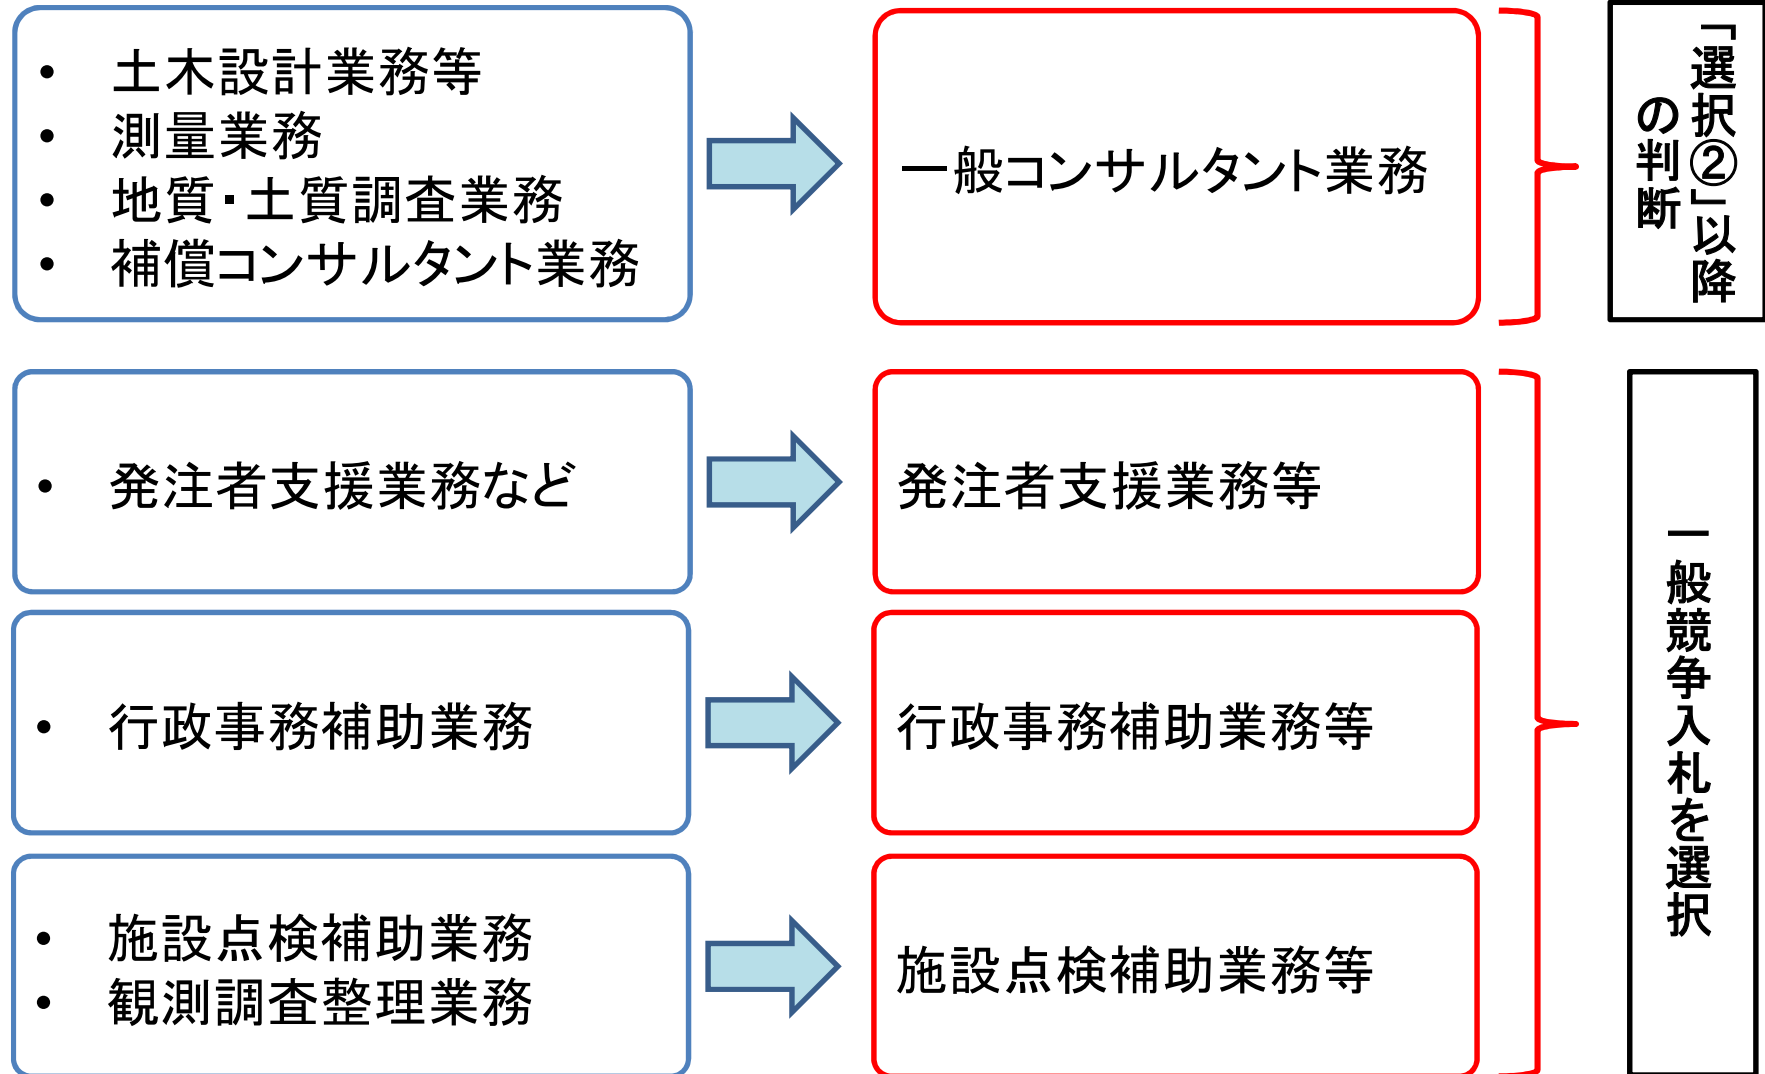 • 土木設計業務等
• 測量業務
• 地質・土質調査業務
• 補償コンサルタント業務
一般コンサルタント業務
「選択②」以降
の判断
• 発注者支援業務など
発注者支援業務等
• 行政事務補助業務
行政事務補助業務等
• 施設点検補助業務
• 観測調査整理業務
施設点検補助業務等
一般競争入札を選択